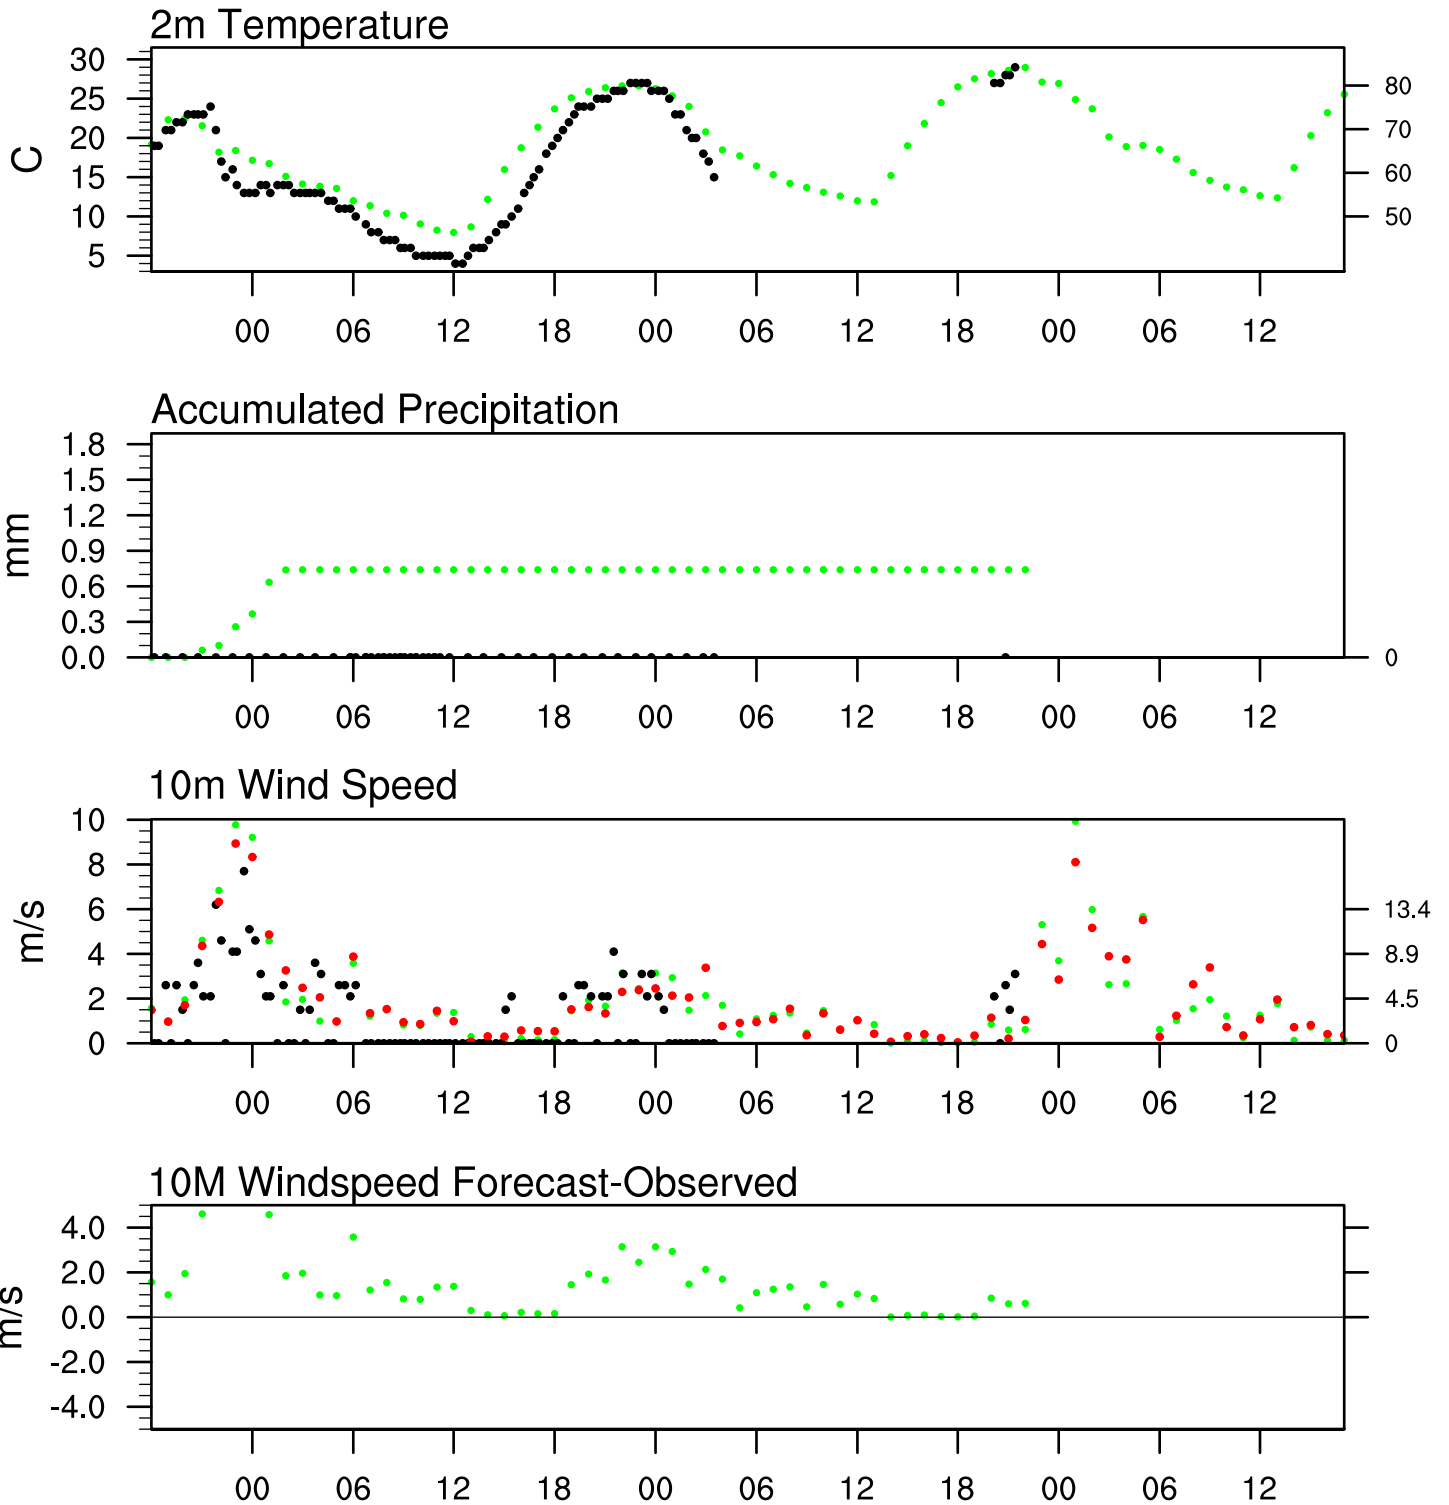 2m Temperature
30
25
20
15
10
5
C
80
70
60
50
00 06 12 18 00 06 12 18 00 06 12
Accumulated Precipitation
1.8
1.5
1.2
0.9
0.6
0.3
0.0
mm
0
00 06 12 18 00 06 12 18 00 06 12
10m Wind Speed
10
8
6
4
2
0
m/s
13.4
8.9
4.5
0
00 06 12 18 00 06 12 18 00 06 12
10M Windspeed Forecast-Observed
4.0
2.0
0.0
-2.0
-4.0
m/s
00 06 12 18 00 06 12 18 00 06 12